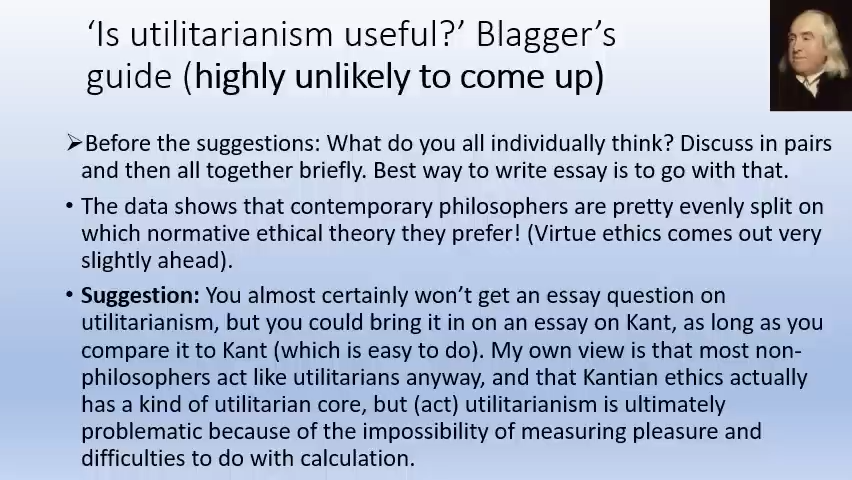 ‘Is utilitarianism useful?’ Blagger’s
guide (highly unlikely to come up)
➢Before the suggestions: What do you all individually think? Discuss in pairs
and then all together briefly. Best way to write essay is to go with that.
• The data shows that contemporary philosophers are pretty evenly split on
which normative ethical theory they prefer! (Virtue ethics comes out very
slightly ahead).
• Suggestion: You almost certainly won’t get an essay question on
utilitarianism, but you could bring it in on an essay on Kant, as long as you
compare it to Kant (which is easy to do). My own view is that most non-
philosophers act like utilitarians anyway, and that Kantian ethics actually
has a kind of utilitarian core, but (act) utilitarianism is ultimately
problematic because of the impossibility of measuring pleasure and
difficulties to do with calculation.